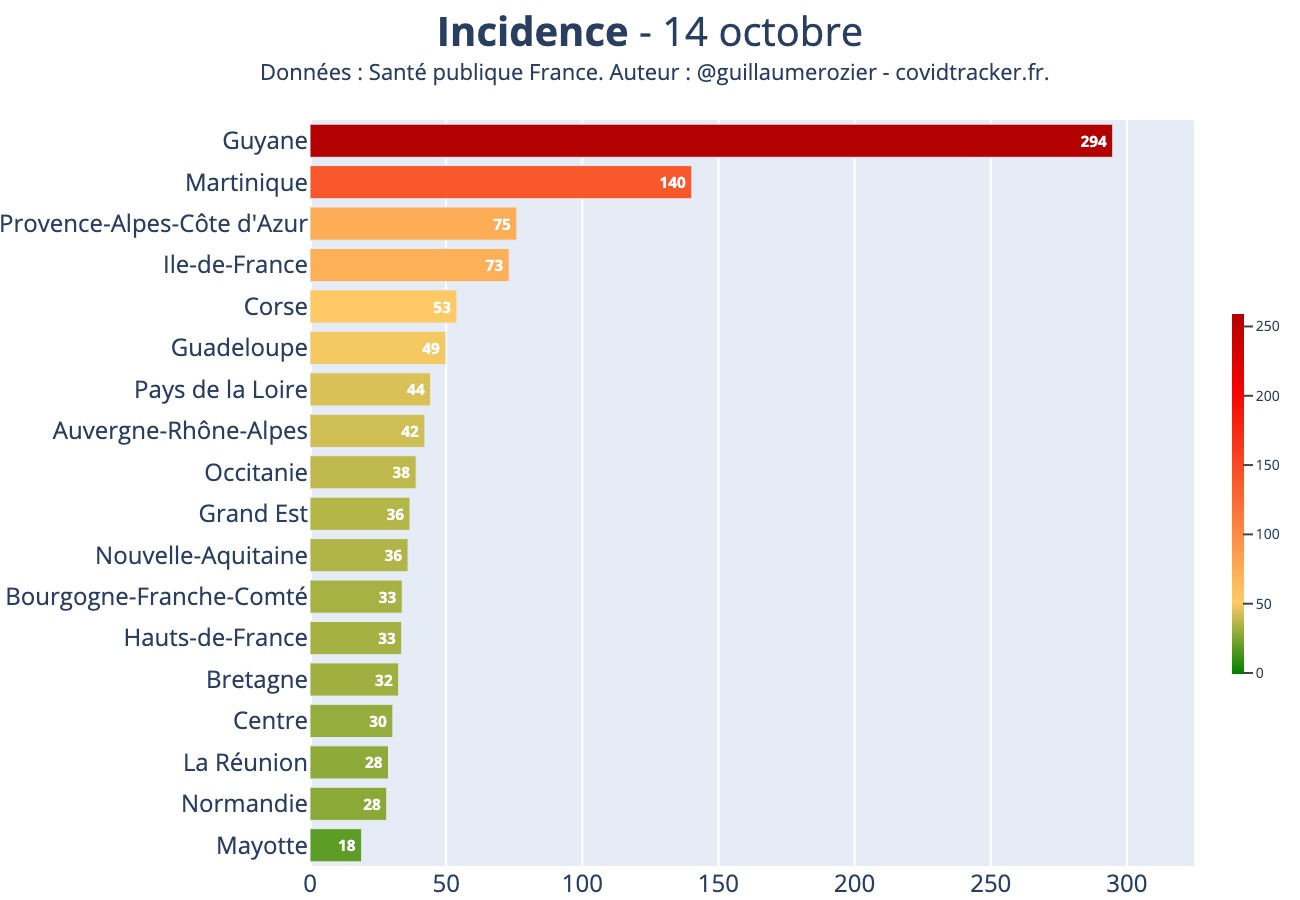 Incidence - 14 octobre
Données : Santé publique France. Auteur : @guillaumerozier - covidtracker.fr.
Guyane 294
Martinique 140
Provence-Alpes-Côte d'Azur 75
Ile-de-France 73
Corse 53
Guadeloupe 49
Pays de la Loire 44
Auvergne-Rhône-Alpes 42
Occitanie 38
Grand Est 36
Nouvelle-Aquitaine 36
Bourgogne-Franche-Comté 33
Hauts-de-France 33
Bretagne 32
Centre 30
La Réunion 28
Normandie 28
Mayotte 18
0 50 100 150 200 250 300
250
200
150
100
50
0